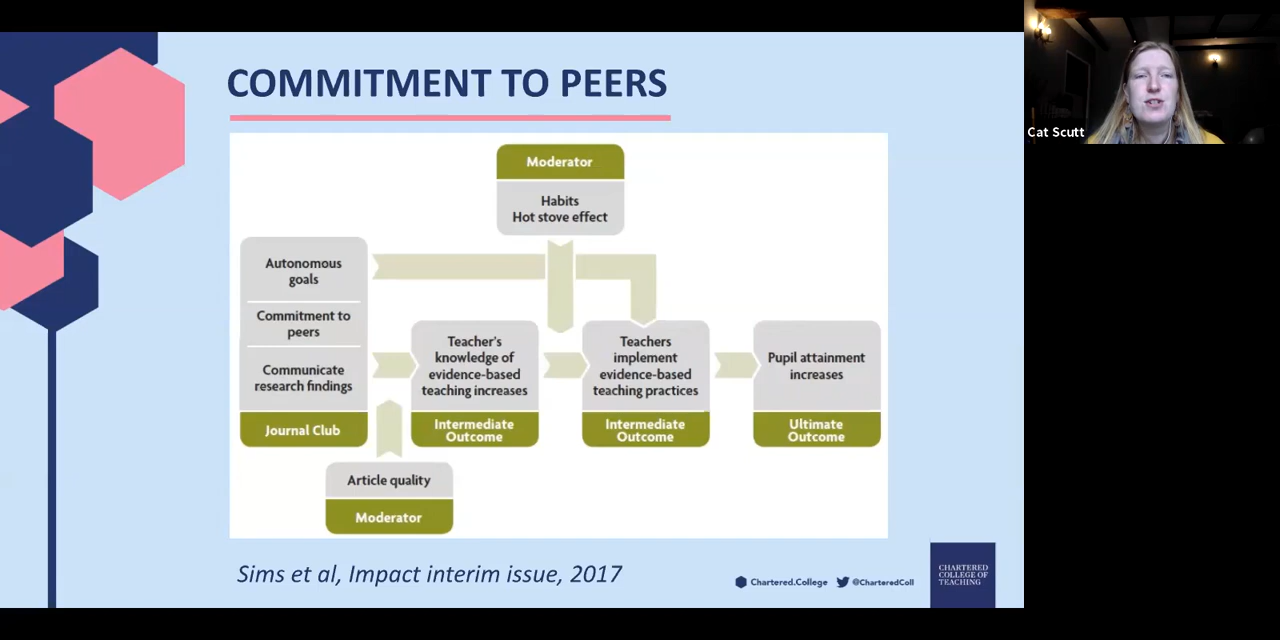 COMMITMENT TO PEERS
Cat Scutt
Moderator
Habits
Hot stove effect
Autonomous
goals
Commitment to
peers
Communicate
research findings
Journal Club
Teacher's
knowledge of
evidence-based
teaching increases
Intermediate
Outcome
Teachers
implement
evidence-based
teaching practices
Intermediate
Outcome
Pupil attainment
increases
Ultimate
Outcome
Article quality
Moderator
Sims et al, Impact interim issue, 2017
Chartered.College
@CharteredColl
CHARTERED
COLLEGE OF
TEACHING